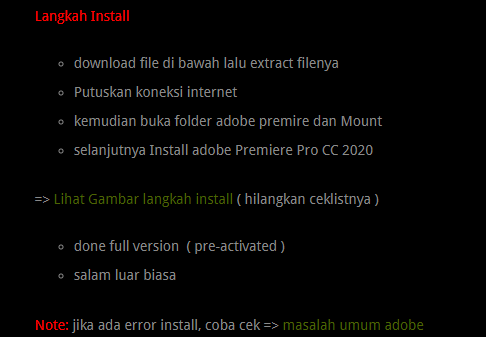 Langkah Install
download file di bawah lalu extract filenya
Putuskan koneksi internet
kemudian buka folder adobe premire dan Mount
selanjutnya Install adobe Premiere Pro CC 2020
=> Lihat Gambar langkah install ( hilangkan ceklistnya )
done full version ( pre-activated )
salam luar biasa
Note: jika ada error install, coba cek => masalah umum adobe